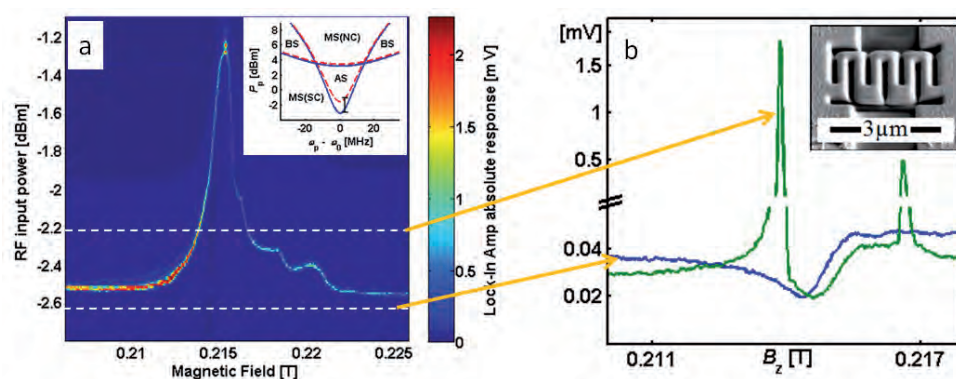 a
RF input power [dBm]
-1.2
-1.4
-1.6
-1.8
-2
-2.2
-2.4
-2.6
0.21
0.215
0.22
0.225
Magnetic Field [T]
P_p [dBm]
8
6
4
2
0
-2
-4
BS
MS(NC)
BS
AS
MS(SC)
-20
0
20
ω_p - ω_0 [MHz]
2
1.5
1
0.5
0
Lock-In Amp absolute response [m V]
b
[mV]
1.5
1
0.5
0.04
0.02
0.211
B_z [T]
0.217
3μm